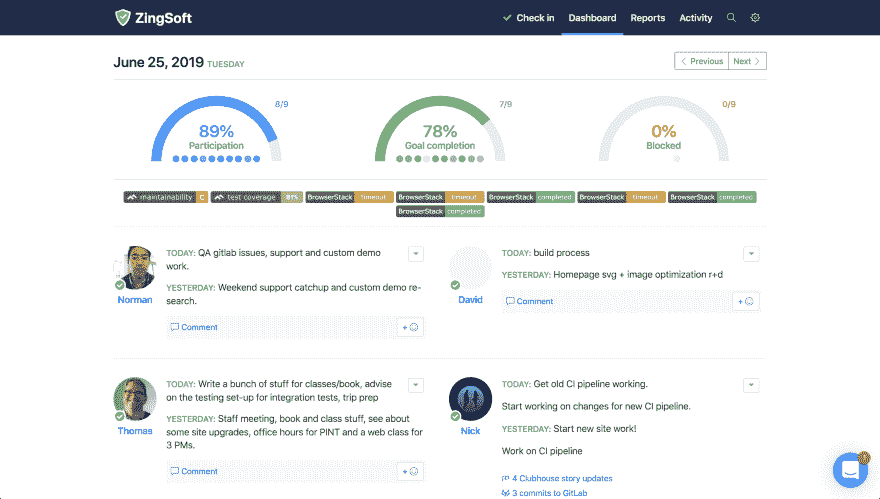 ZingSoft
Check in Dashboard Reports Activity
June 25, 2019 TUESDAY
Previous Next
8/9
89%
Participation
7/9
78%
Goal completion
0/9
0%
Blocked
maintainability C test coverage 81% BrowserStack timeout BrowserStack timeout BrowserStack completed BrowserStack timeout BrowserStack completed
BrowserStack completed
Norman
TODAY: QA gitlab issues, support and custom demo
work.
YESTERDAY: Weekend support catchup and custom demo re-
search.
Comment
+
David
TODAY: build process
YESTERDAY: Homepage svg + image optimization r+d
Comment
+
Thomas
TODAY: Write a bunch of stuff for classes/book, advise
on the testing set-up for integration tests, trip prep
YESTERDAY: Staff meeting, book and class stuff, see about
some site upgrades, office hours for PINT and a web class for
3 PMs.
Comment
+
Nick
TODAY: Get old CI pipeline working.
Start working on changes for new CI pipeline.
YESTERDAY: Start new site work!
Work on CI pipeline
4 Clubhouse story updates
3 commits to GitLab